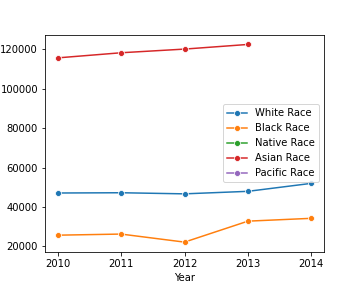 120000
100000
80000
60000
40000
20000
White Race
Black Race
Native Race
Asian Race
Pacific Race
2010 2011 2012 2013 2014
Year